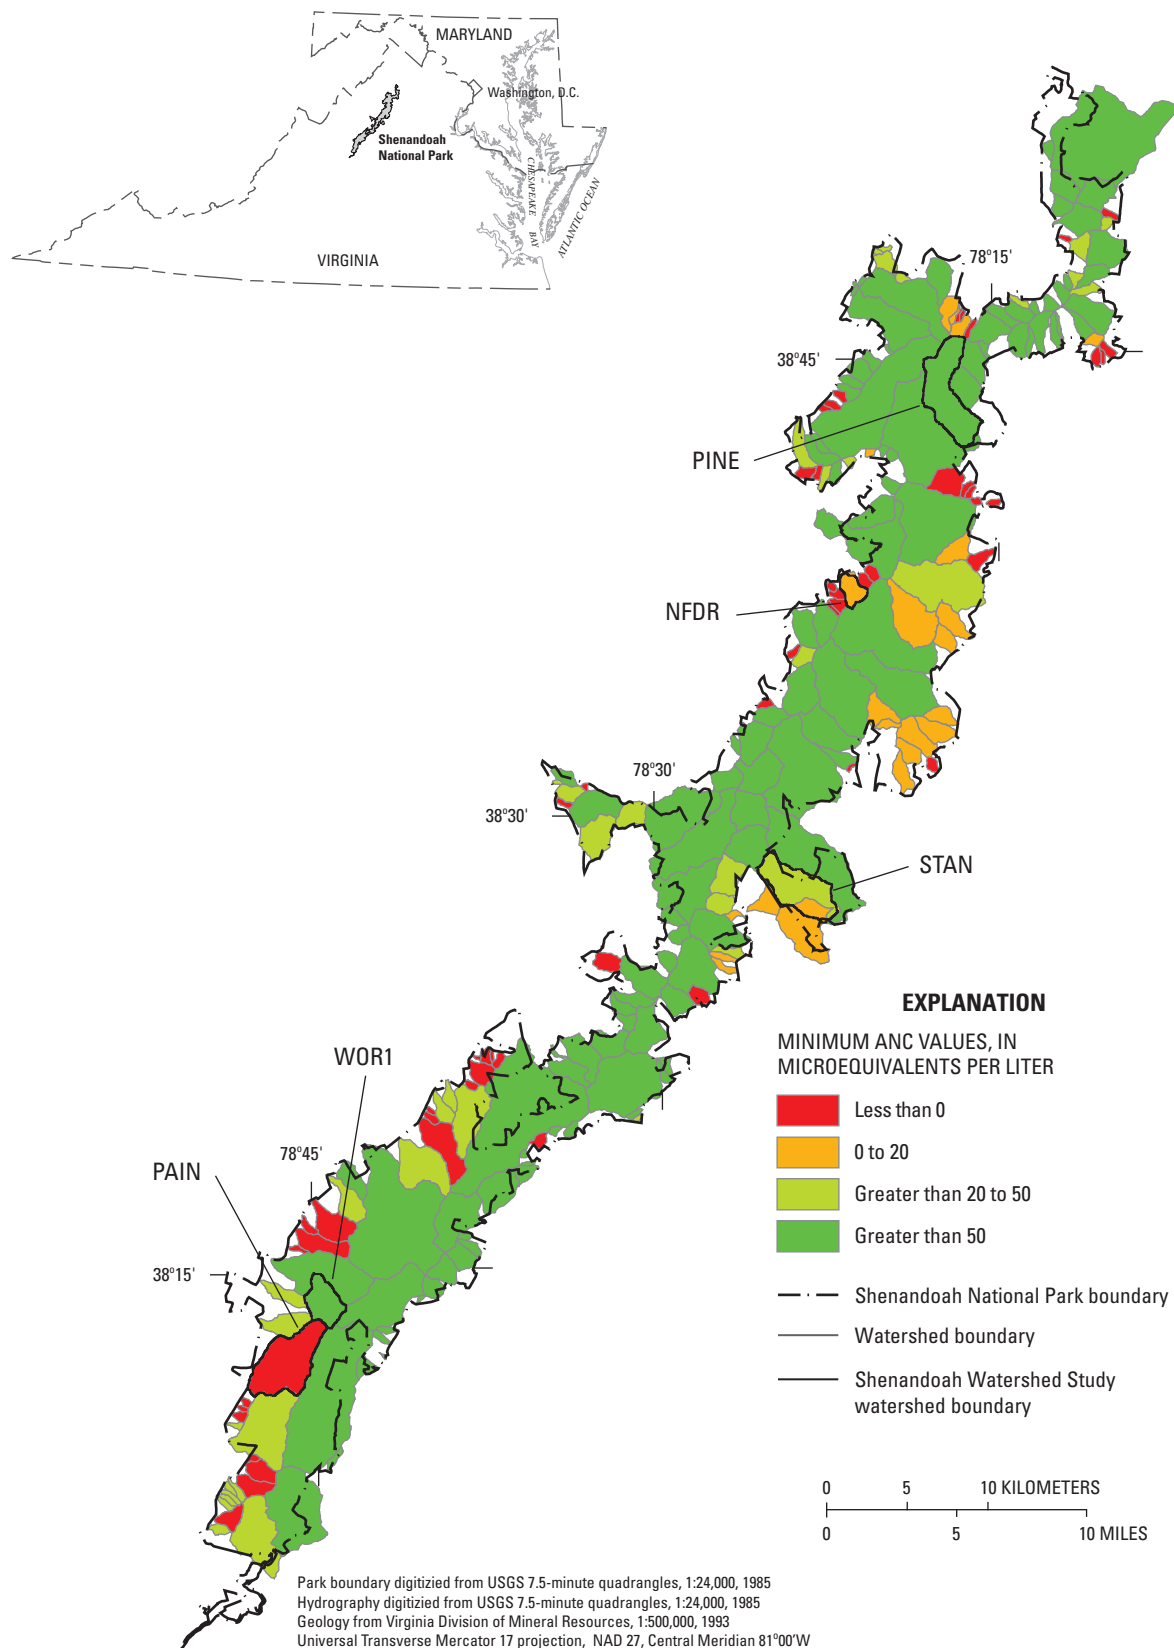 MARYLAND
Washington, D.C.
Shenandoah
National Park
CHESAPEAKE
BAY
ATLANTIC OCEAN
VIRGINIA
78°15'
38°45'
PINE
NFDR
78°30'
38°30'
STAN
WOR1
78°45'
PAIN
38°15'
EXPLANATION
MINIMUM ANC VALUES, IN
MICROEQUIVALENTS PER LITER
Less than 0
0 to 20
Greater than 20 to 50
Greater than 50
Shenandoah National Park boundary
Watershed boundary
Shenandoah Watershed Study
watershed boundary
0 5 10 KILOMETERS
0 5 10 MILES
Park boundary digitizied from USGS 7.5-minute quadrangles, 1:24,000, 1985
Hydrography digitizied from USGS 7.5-minute quadrangles, 1:24,000, 1985
Geology from Virginia Division of Mineral Resources, 1:500,000, 1993
Universal Transverse Mercator 17 projection, NAD 27, Central Meridian 81°00'W